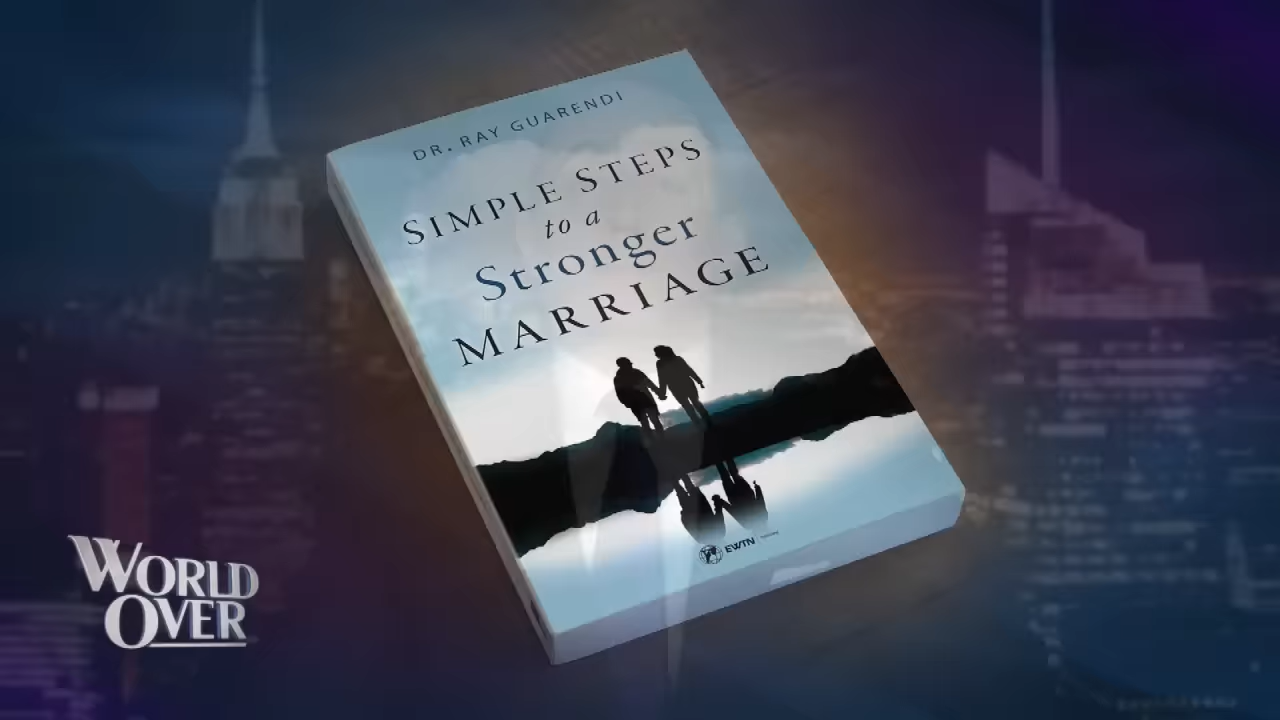 DR. RAY GUARENDI
SIMPLE STEPS
to a
Stronger
MARRIAGE
EWTN
WORLD
OVER